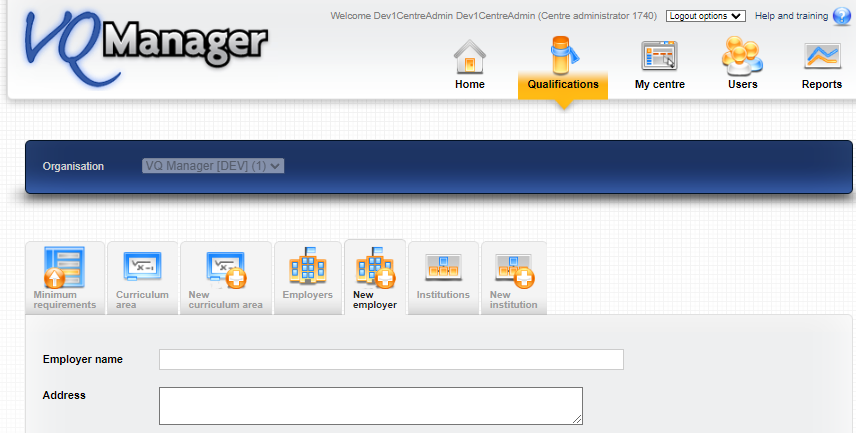 Welcome Dev1CentreAdmin Dev1CentreAdmin (Centre administrator 1740) Logout options Help and training ?
VQManager
Home Qualifications My centre Users Reports
Organisation VQ Manager [DEV] (1)
Minimum requirements
Curriculum area
New curriculum area
Employers
New employer
Institutions
New institution
Employer name
Address